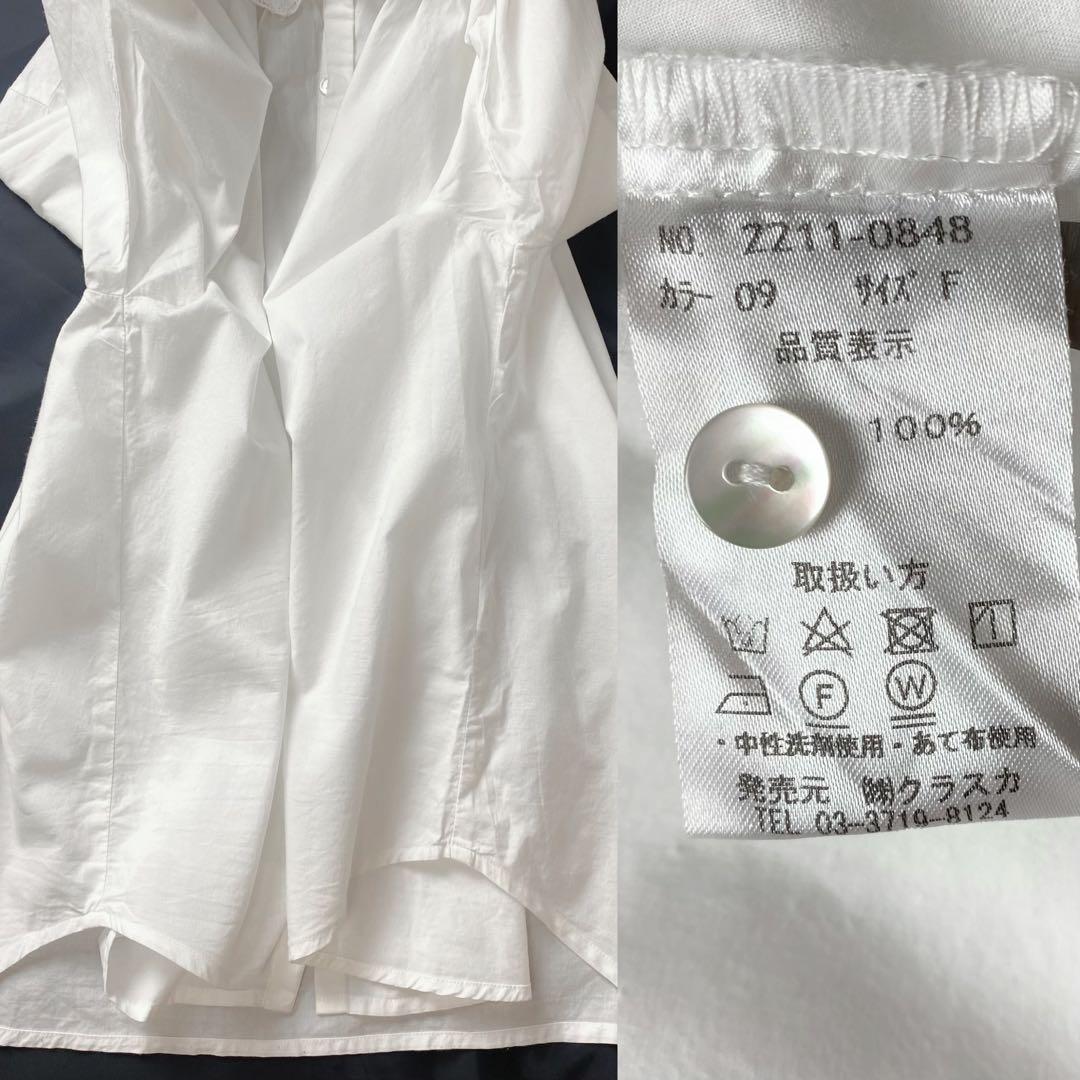 NO. 2211-0848
カラー 09 サイズ F
品質表示
100%
取扱い方
F W
・中性洗剤使用・あて布使用
発売元 ㈱クラスカ
TEL 03-3719-8124